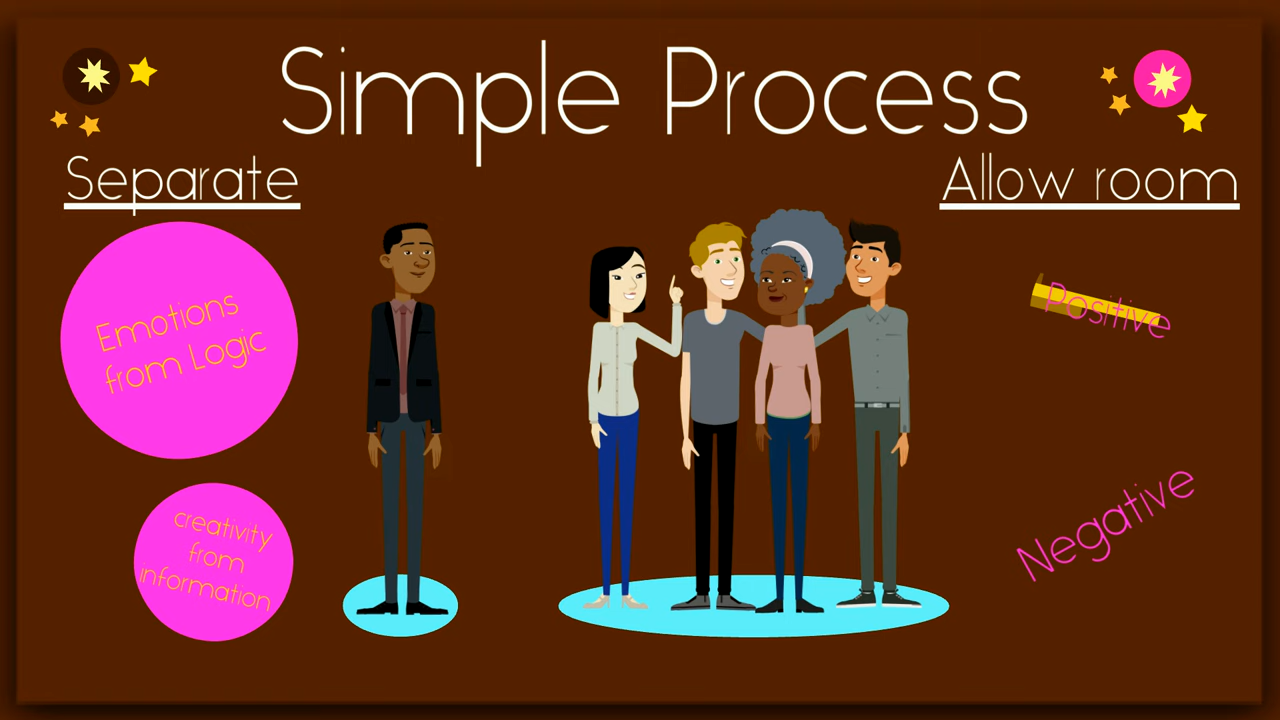 Simple Process
Separate
Allow room
Emotions
from Logic
Positive
creativity
from
information
Negative